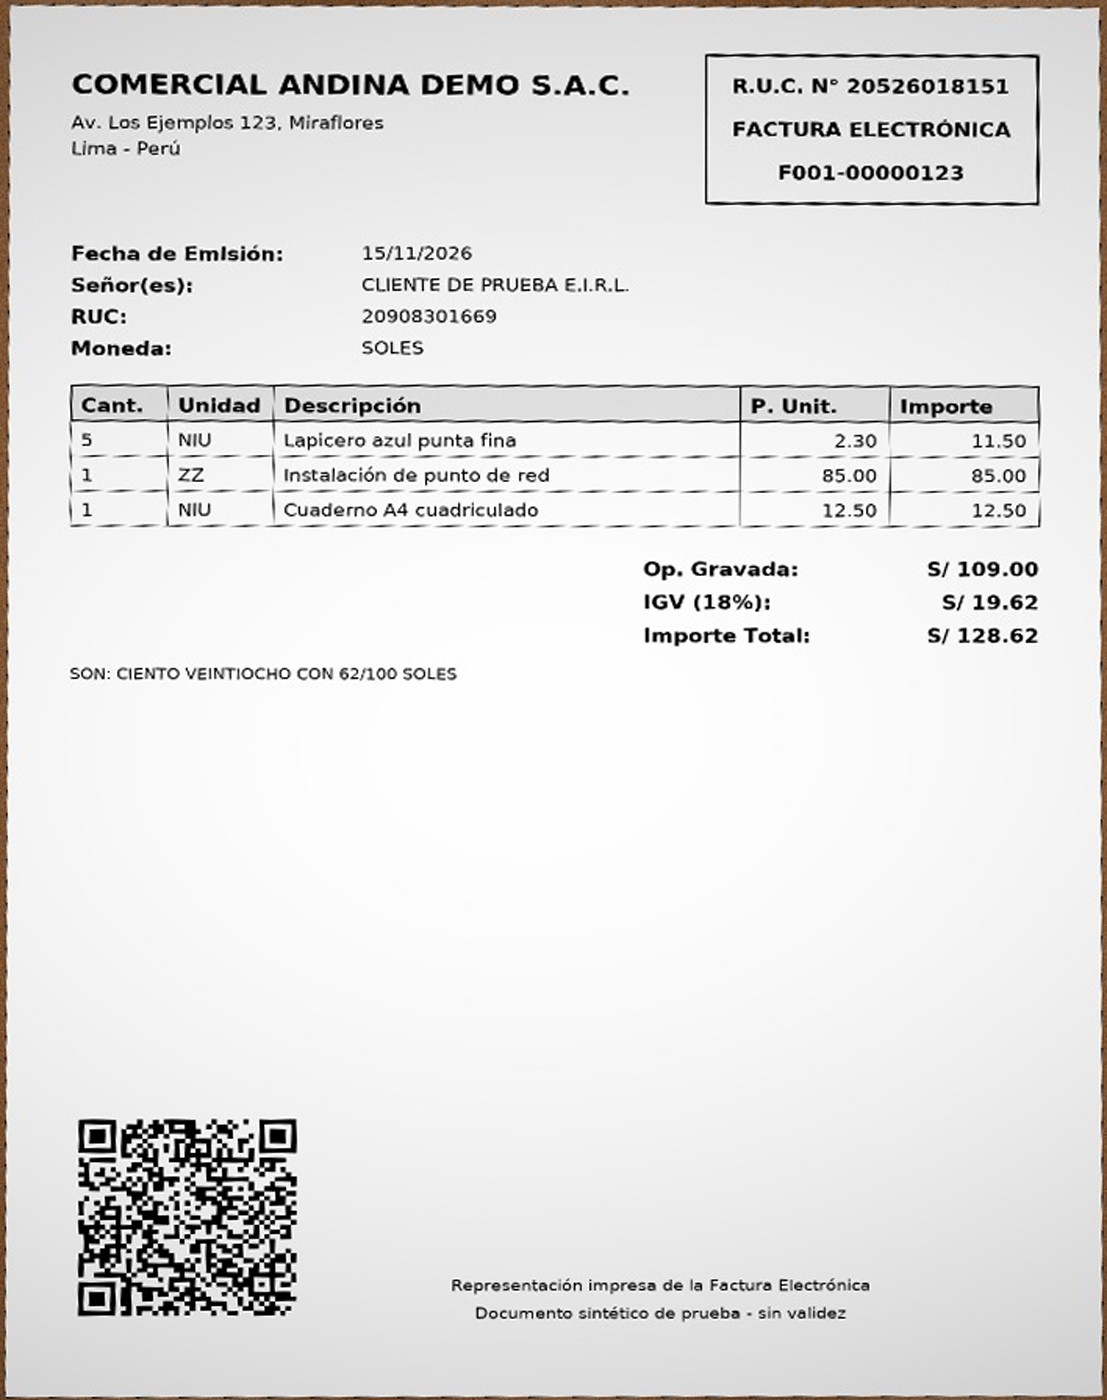 COMERCIAL ANDINA DEMO S.A.C.
Av. Los Ejemplos 123, Miraflores
Lima - Perú
R.U.C. N° 20526018151
FACTURA ELECTRÓNICA
F001-00000123
Fecha de Emisión: 15/11/2026
Señor(es): CLIENTE DE PRUEBA E.I.R.L.
RUC: 20908301669
Moneda: SOLES
Cant. Unidad Descripción P. Unit. Importe
5 NIU Lapicero azul punta fina 2.30 11.50
1 ZZ Instalación de punto de red 85.00 85.00
1 NIU Cuaderno A4 cuadriculado 12.50 12.50
Op. Gravada: S/ 109.00
IGV (18%): S/ 19.62
Importe Total: S/ 128.62
SON: CIENTO VEINTIOCHO CON 62/100 SOLES
Representación impresa de la Factura Electrónica
Documento sintético de prueba - sin validez